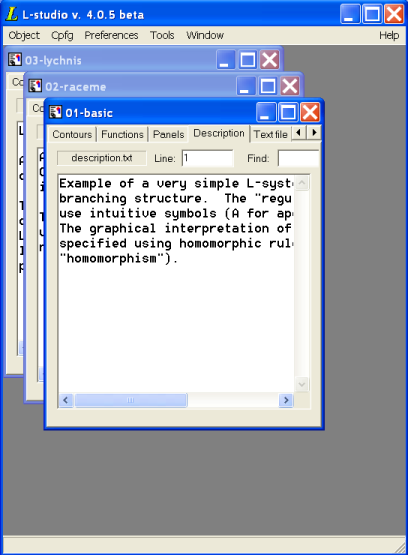 L-studio v. 4.0.5 beta
Object Cpfg Preferences Tools Window Help
03-lychnis
02-raceme
01-basic
Contours Functions Panels Description Text file
description.txt Line: 1 Find:
Example of a very simple L-syst
branching structure. The "regu
use intuitive symbols (A for ap
The graphical interpretation of
specified using homomorphic rul
"homomorphism").